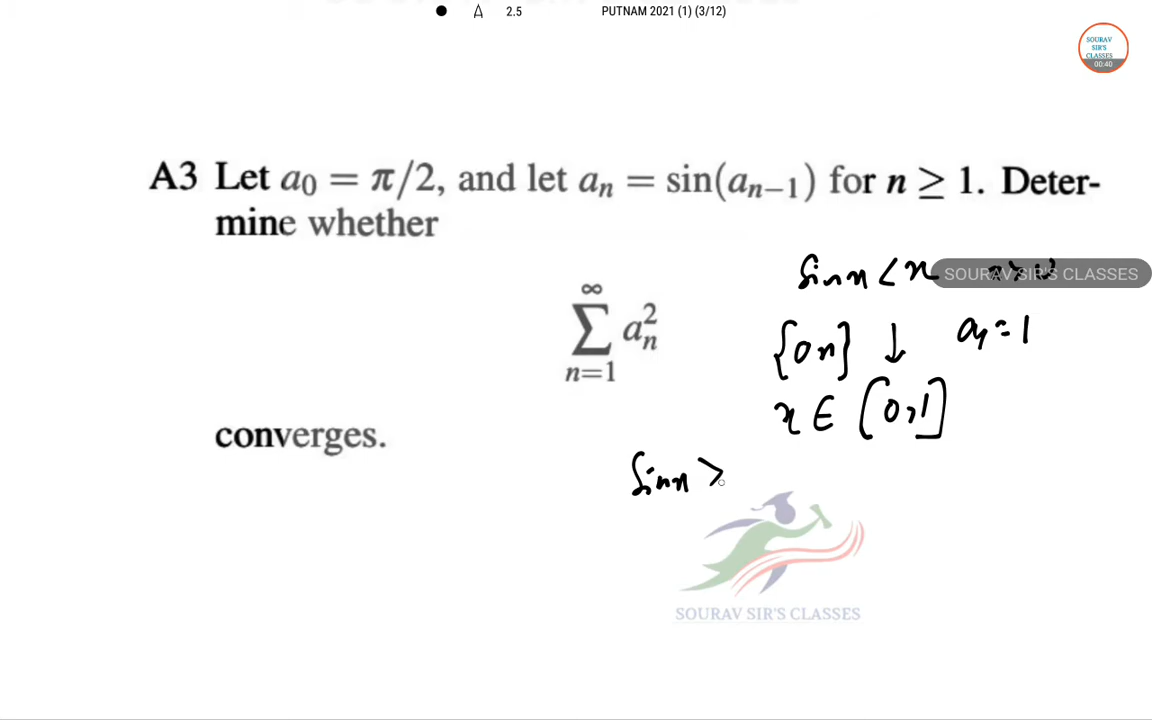 A 2.5 PUTNAM 2021 (1) (3/12)
SOURAV
SIR'S
CLASSES
00:40
A3 Let a₀ = π/2, and let aₙ = sin(aₙ₋₁) for n ≥ 1. Deter-
mine whether
∞
∑ aₙ²
n=1
converges.
Sin x < x
SOURAV SIR'S CLASSES
{an} ↓ a₁ = 1
x ∈ [0,1]
Sin x >
SOURAV SIR'S CLASSES